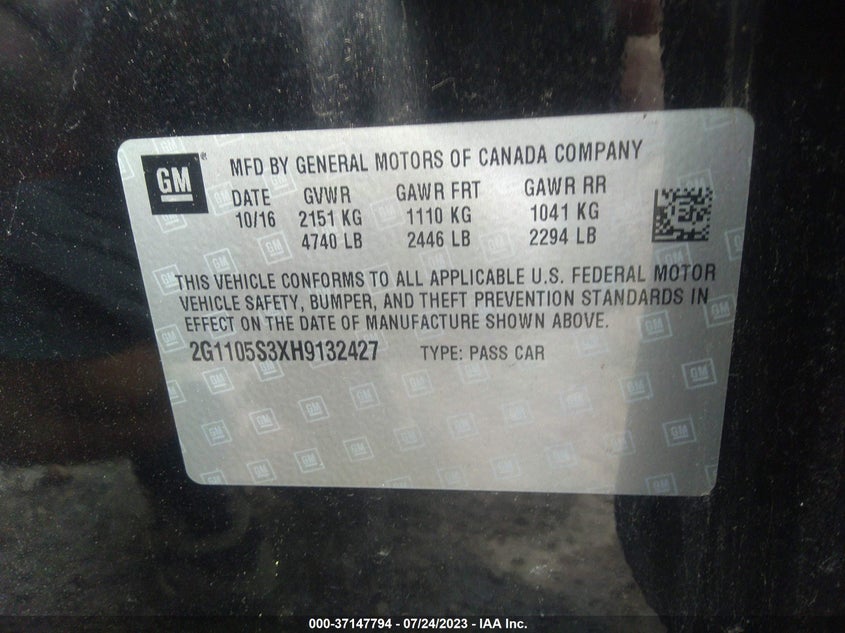 GM
MFD BY GENERAL MOTORS OF CANADA COMPANY
DATE GVWR GAWR FRT GAWR RR
10/16 2151 KG 1110 KG 1041 KG
4740 LB 2446 LB 2294 LB
THIS VEHICLE CONFORMS TO ALL APPLICABLE U.S. FEDERAL MOTOR
VEHICLE SAFETY, BUMPER, AND THEFT PREVENTION STANDARDS IN
EFFECT ON THE DATE OF MANUFACTURE SHOWN ABOVE.
2G1105S3XH9132427 TYPE: PASS CAR
000-37147794 - 07/24/2023 - IAA Inc.